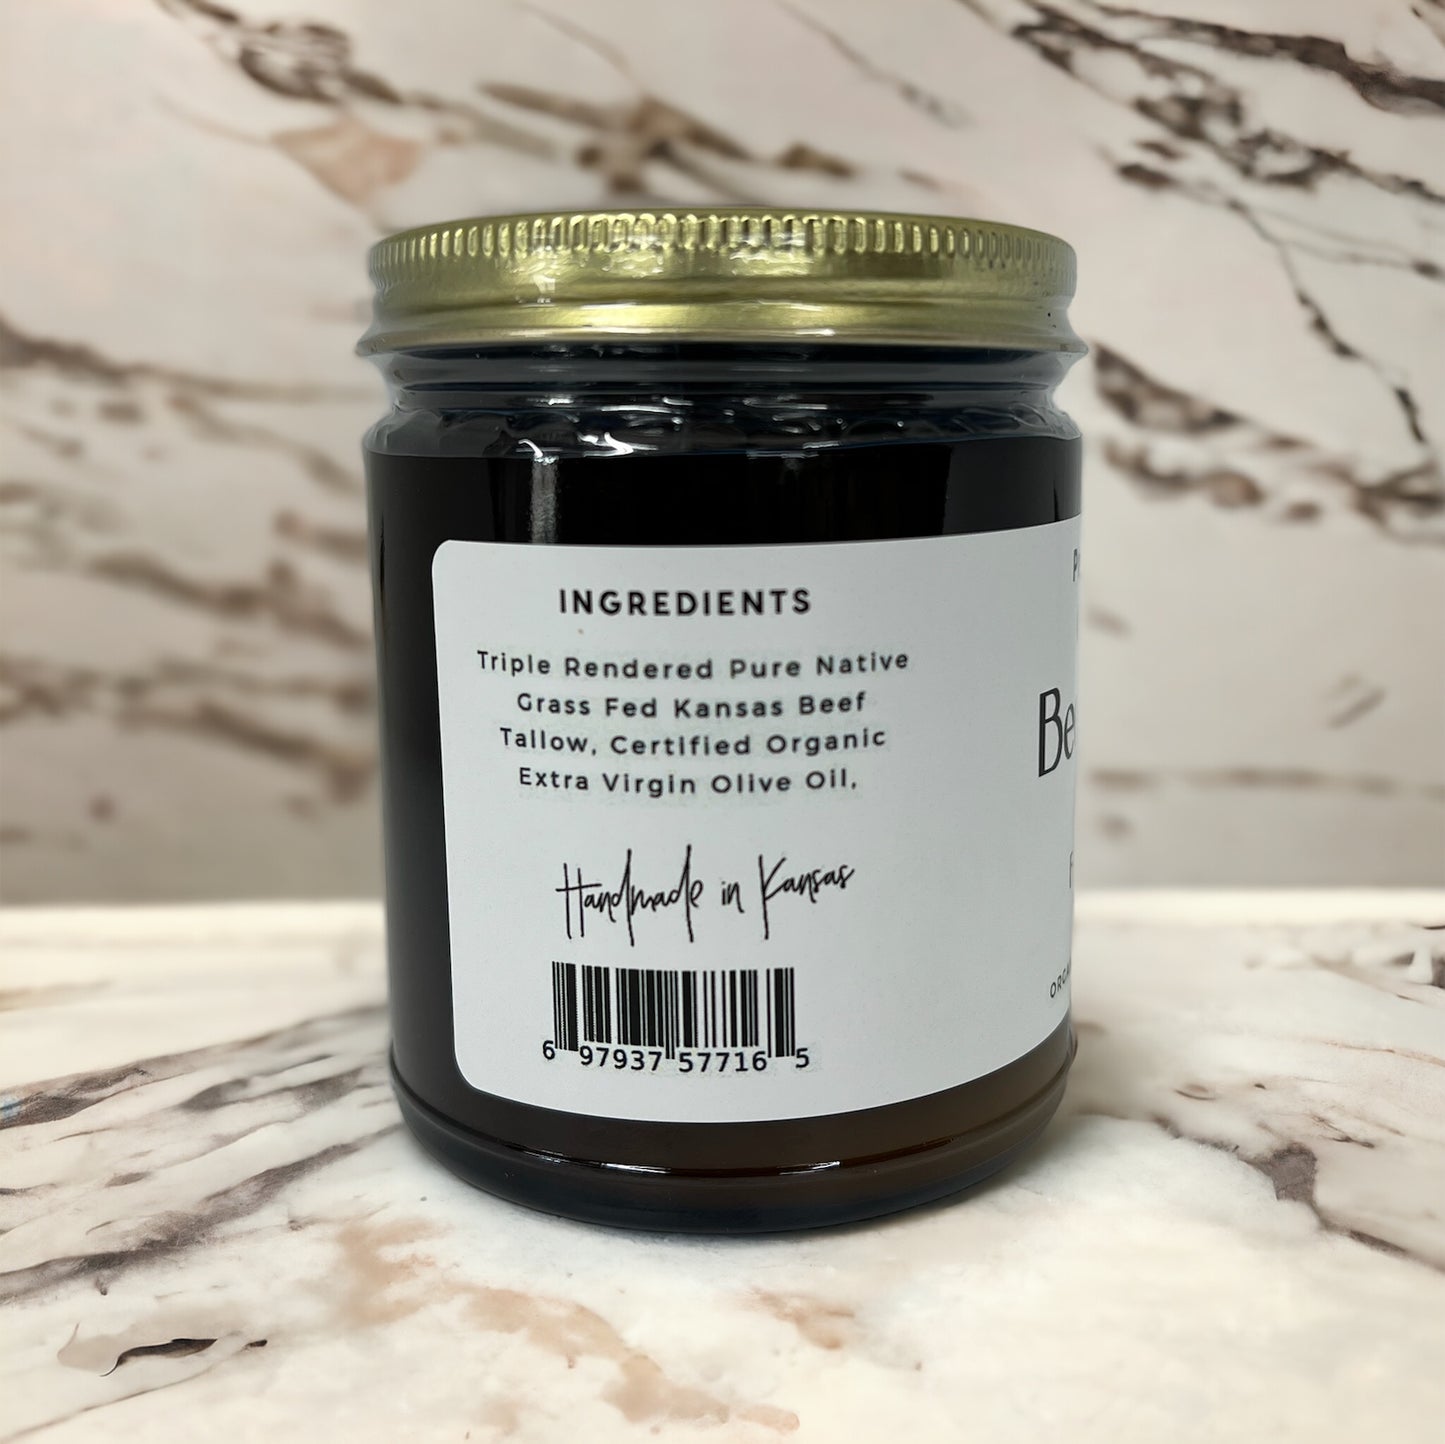 INGREDIENTS
Triple Rendered Pure Native
Grass Fed Kansas Beef
Tallow, Certified Organic
Extra Virgin Olive Oil,
Handmade in Kansas
6 97937 57716 5
Be